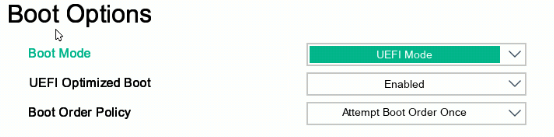 Boot Options
Boot Mode UEFI Mode
UEFI Optimized Boot Enabled
Boot Order Policy Attempt Boot Order Once